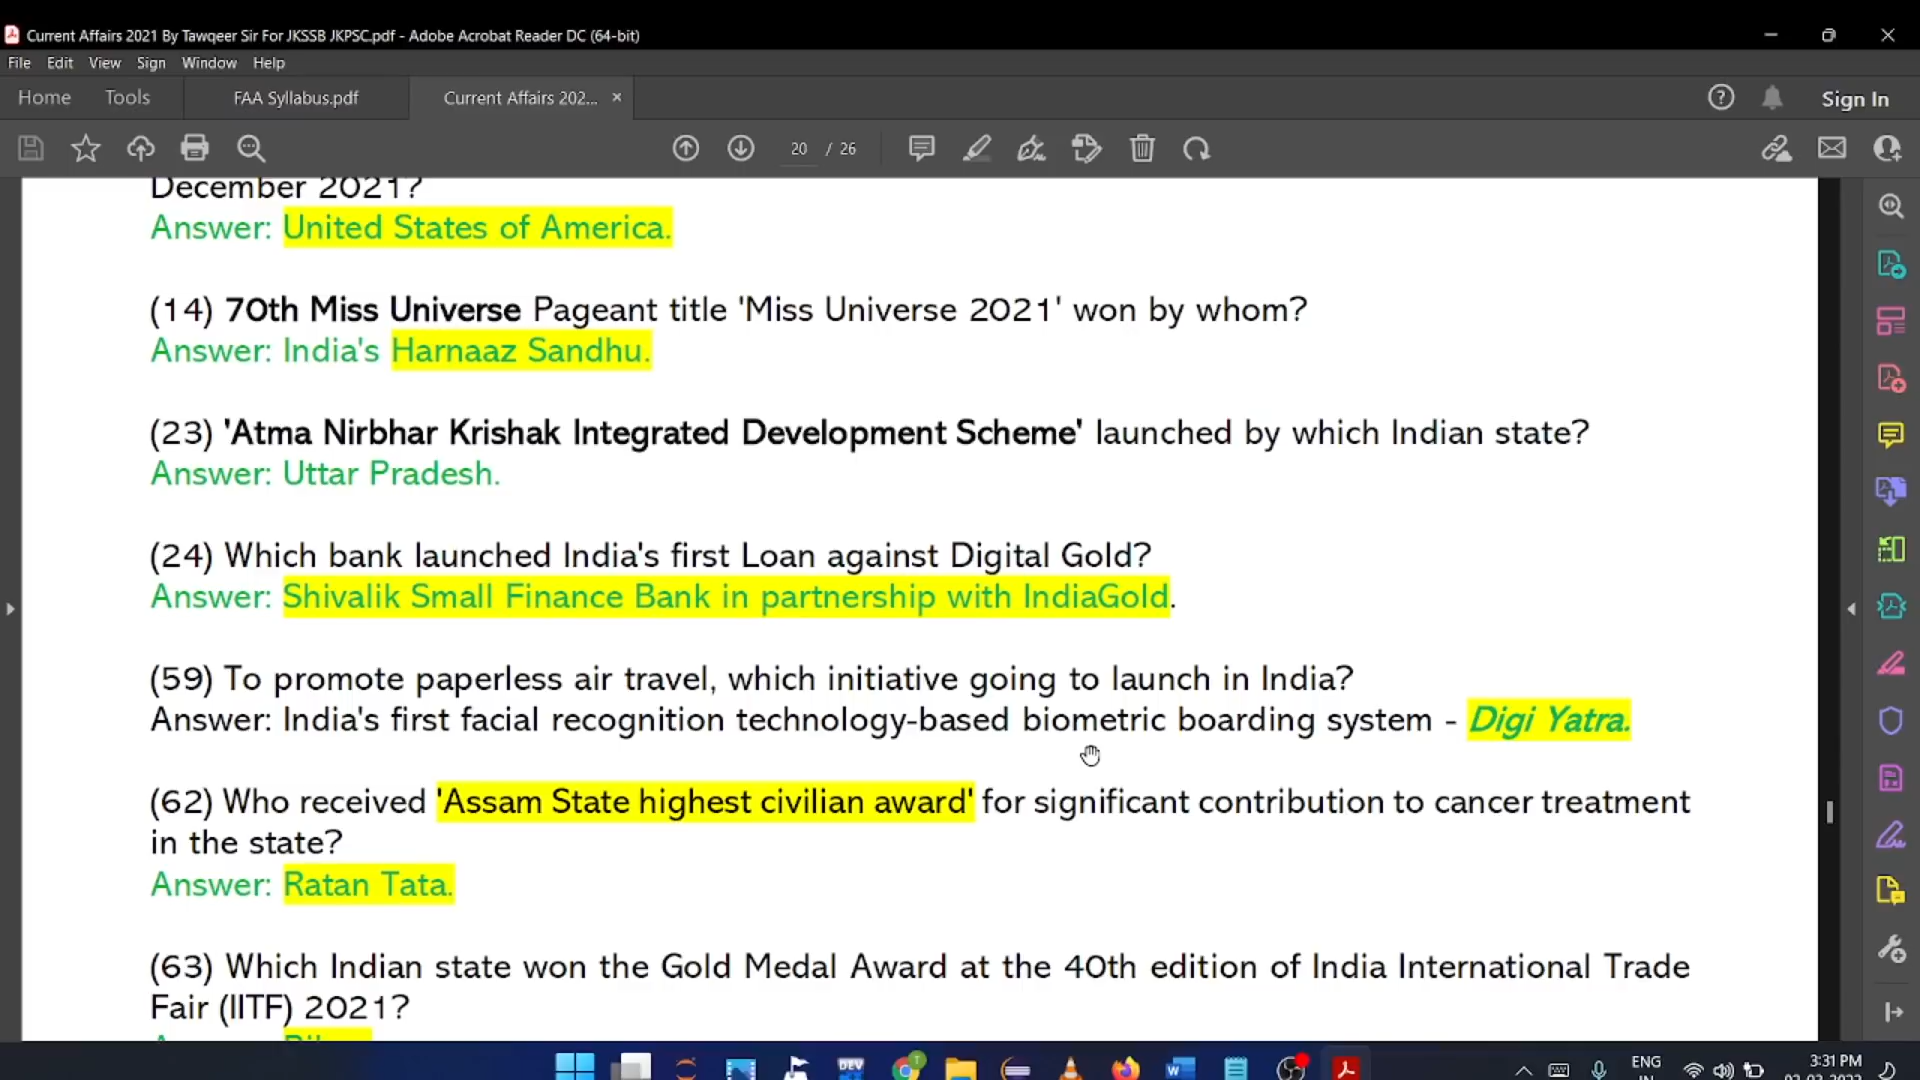 Current Affairs 2021 By Tawqeer Sir For JKSSB JKPSC.pdf - Adobe Acrobat Reader DC (64-bit)
File Edit View Sign Window Help
Home Tools FAA Syllabus.pdf Current Affairs 202... × Sign In
20 / 26
December 2021?
Answer: United States of America.
(14) 70th Miss Universe Pageant title 'Miss Universe 2021' won by whom?
Answer: India's Harnaaz Sandhu.
(23) 'Atma Nirbhar Krishak Integrated Development Scheme' launched by which Indian state?
Answer: Uttar Pradesh.
(24) Which bank launched India's first Loan against Digital Gold?
Answer: Shivalik Small Finance Bank in partnership with IndiaGold.
(59) To promote paperless air travel, which initiative going to launch in India?
Answer: India's first facial recognition technology-based biometric boarding system - Digi Yatra.
(62) Who received 'Assam State highest civilian award' for significant contribution to cancer treatment
in the state?
Answer: Ratan Tata.
(63) Which Indian state won the Gold Medal Award at the 40th edition of India International Trade
Fair (IITF) 2021?
DEV
T
ENG
3:31 PM